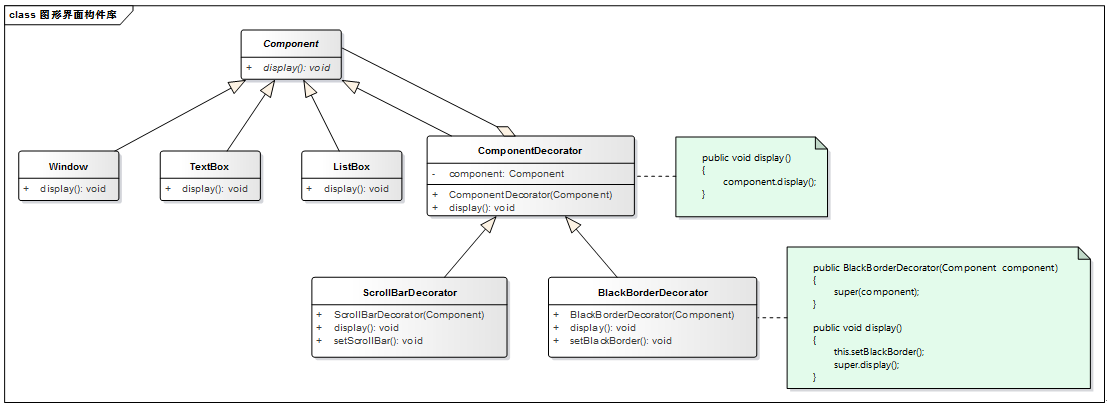 class 图形界面构件库
Component
+ display(): void
Window
+ display(): void
TextBox
+ display(): void
ListBox
+ display(): void
ComponentDecorator
- component: Component
+ ComponentDecorator(Component)
+ display(): void
public void display()
{
component.display();
}
ScrollBarDecorator
+ ScrollBarDecorator(Component)
+ display(): void
+ setScrollBar(): void
BlackBorderDecorator
+ BlackBorderDecorator(Component)
+ display(): void
+ setBlackBorder(): void
public BlackBorderDecorator(Component component)
{
super(component);
}
public void display()
{
this.setBlackBorder();
super.display();
}